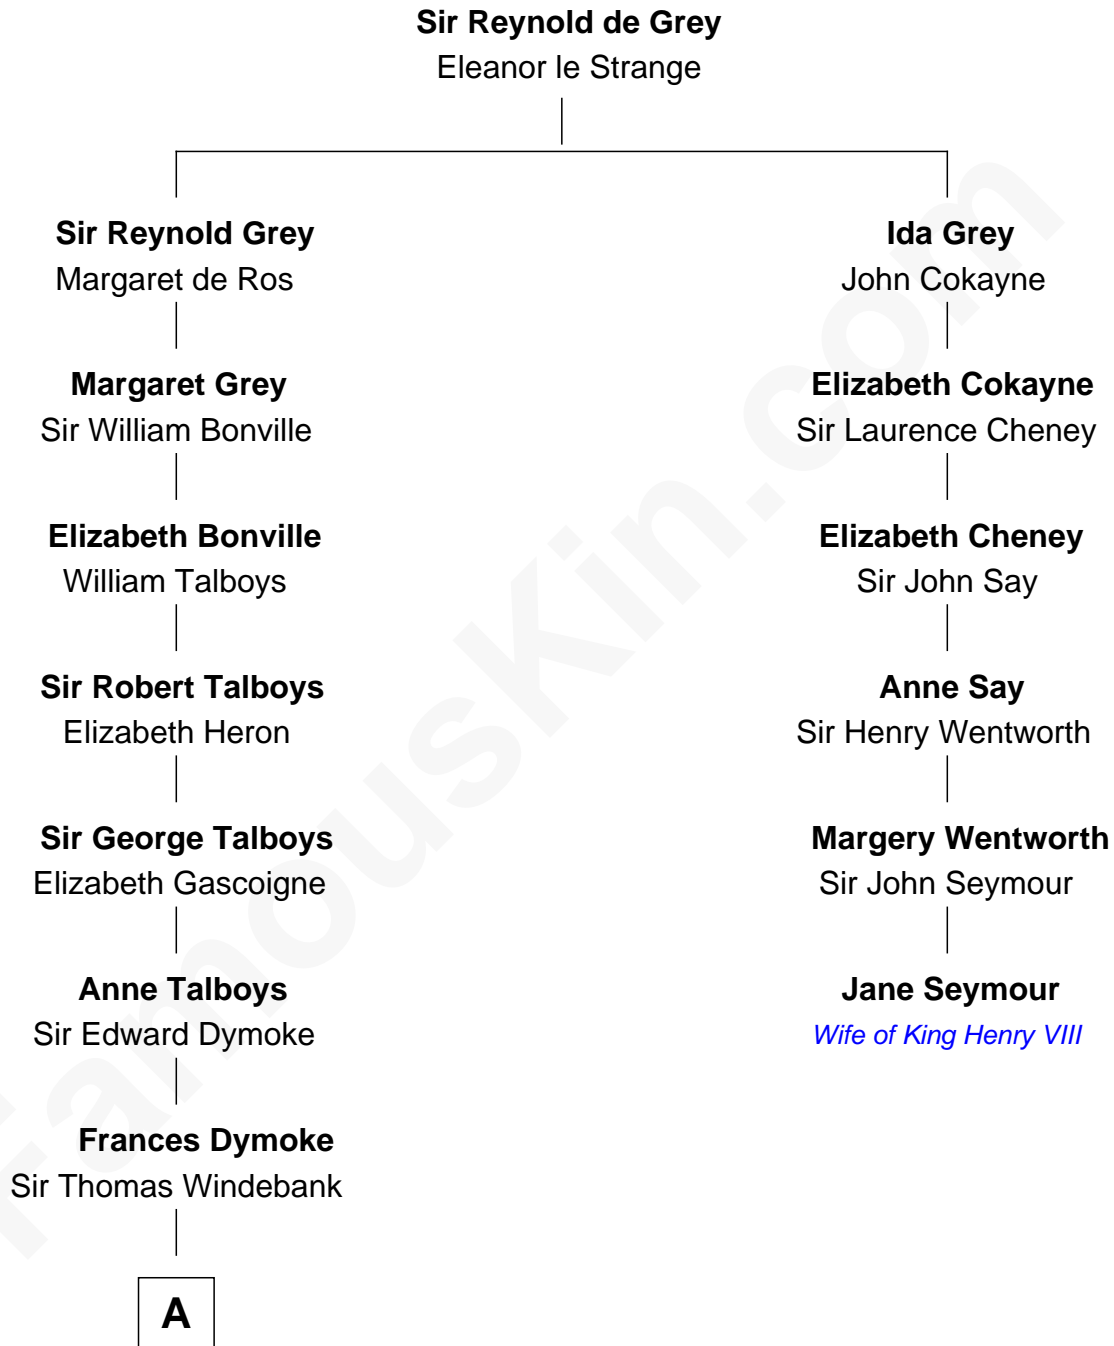 Sir Reynold de Grey
Eleanor le Strange
Sir Reynold Grey
Margaret de Ros
Ida Grey
John Cokayne
Margaret Grey
Sir William Bonville
Elizabeth Cokayne
Sir Laurence Cheney
Elizabeth Bonville
William Talboys
Elizabeth Cheney
Sir John Say
Sir Robert Talboys
Elizabeth Heron
Anne Say
Sir Henry Wentworth
Sir George Talboys
Elizabeth Gascoigne
Margery Wentworth
Sir John Seymour
Anne Talboys
Sir Edward Dymoke
Jane Seymour
Wife of King Henry VIII
Frances Dymoke
Sir Thomas Windebank
A
FamousKin.com